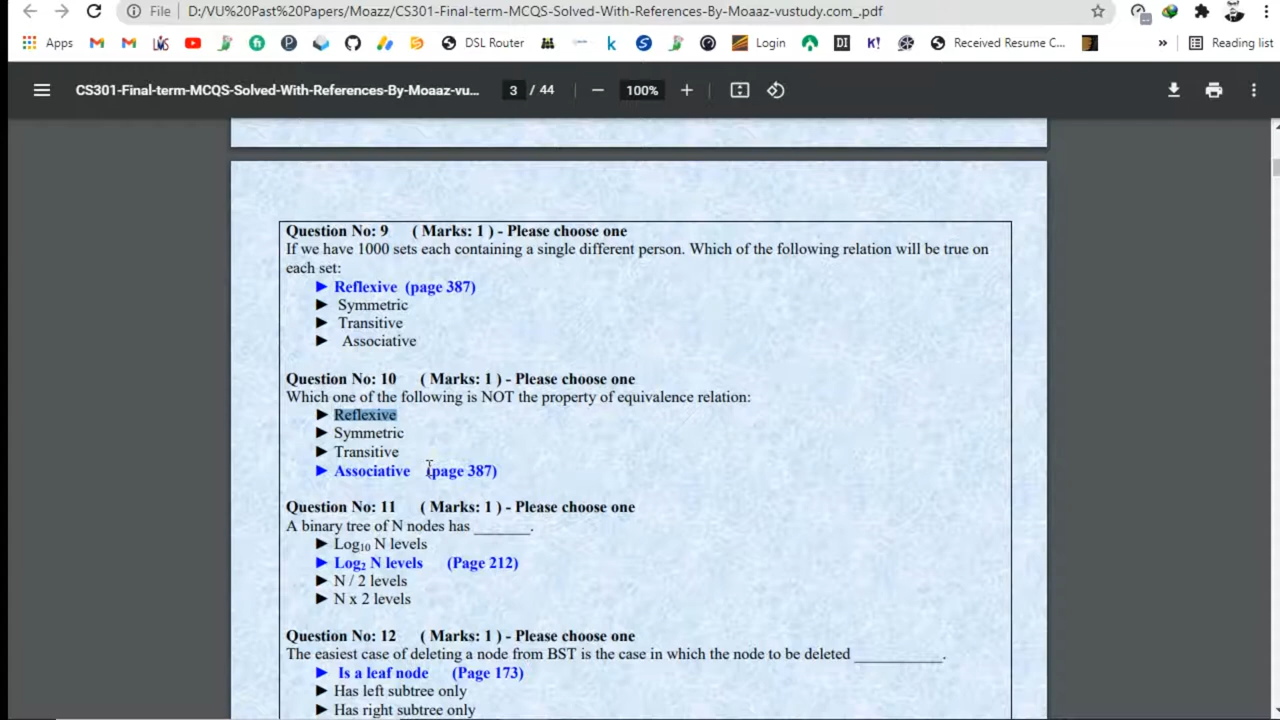 File
D:/VU%20Past%20Papers/Moazz/CS301-Final-term-MCQS-Solved-With-References-By-Moaaz-vustudy.com_.pdf
Apps
DSL Router
Login
Received Resume C...
»
Reading list
CS301-Final-term-MCQS-Solved-With-References-By-Moaaz-vu...
3 / 44
100%
Question No: 9 ( Marks: 1 ) - Please choose one
If we have 1000 sets each containing a single different person. Which of the following relation will be true on
each set:
► Reflexive (page 387)
► Symmetric
► Transitive
► Associative
Question No: 10 ( Marks: 1 ) - Please choose one
Which one of the following is NOT the property of equivalence relation:
► Reflexive
► Symmetric
► Transitive
► Associative (page 387)
Question No: 11 ( Marks: 1 ) - Please choose one
A binary tree of N nodes has _______.
► Log₁₀ N levels
► Log₂ N levels (Page 212)
► N / 2 levels
► N x 2 levels
Question No: 12 ( Marks: 1 ) - Please choose one
The easiest case of deleting a node from BST is the case in which the node to be deleted ___________.
► Is a leaf node (Page 173)
► Has left subtree only
► Has right subtree only